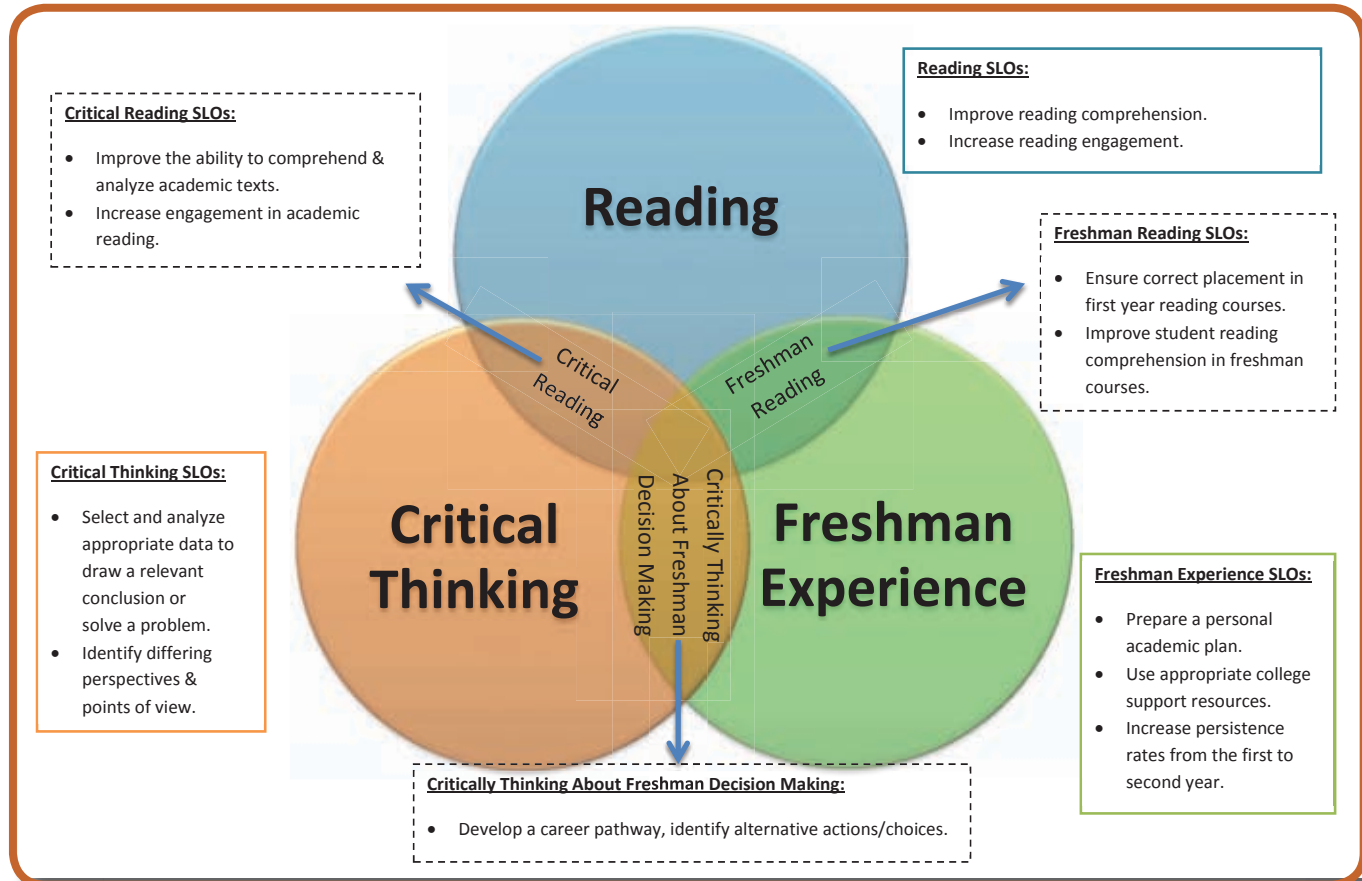 Reading SLOs:
• Improve reading comprehension.
• Increase reading engagement.
Critical Reading SLOs:
• Improve the ability to comprehend &
analyze academic texts.
• Increase engagement in academic
reading.
Reading
Freshman Reading SLOs:
• Ensure correct placement in
first year reading courses.
• Improve student reading
comprehension in freshman
courses.
Critical
Reading
Freshman
Reading
Critical Thinking SLOs:
• Select and analyze
appropriate data to
draw a relevant
conclusion or
solve a problem.
• Identify differing
perspectives &
points of view.
Critical
Thinking
Critically Thinking
About Freshman
Decision Making
Freshman
Experience
Freshman Experience SLOs:
• Prepare a personal
academic plan.
• Use appropriate college
support resources.
• Increase persistence
rates from the first to
second year.
Critically Thinking About Freshman Decision Making:
• Develop a career pathway, identify alternative actions/choices.